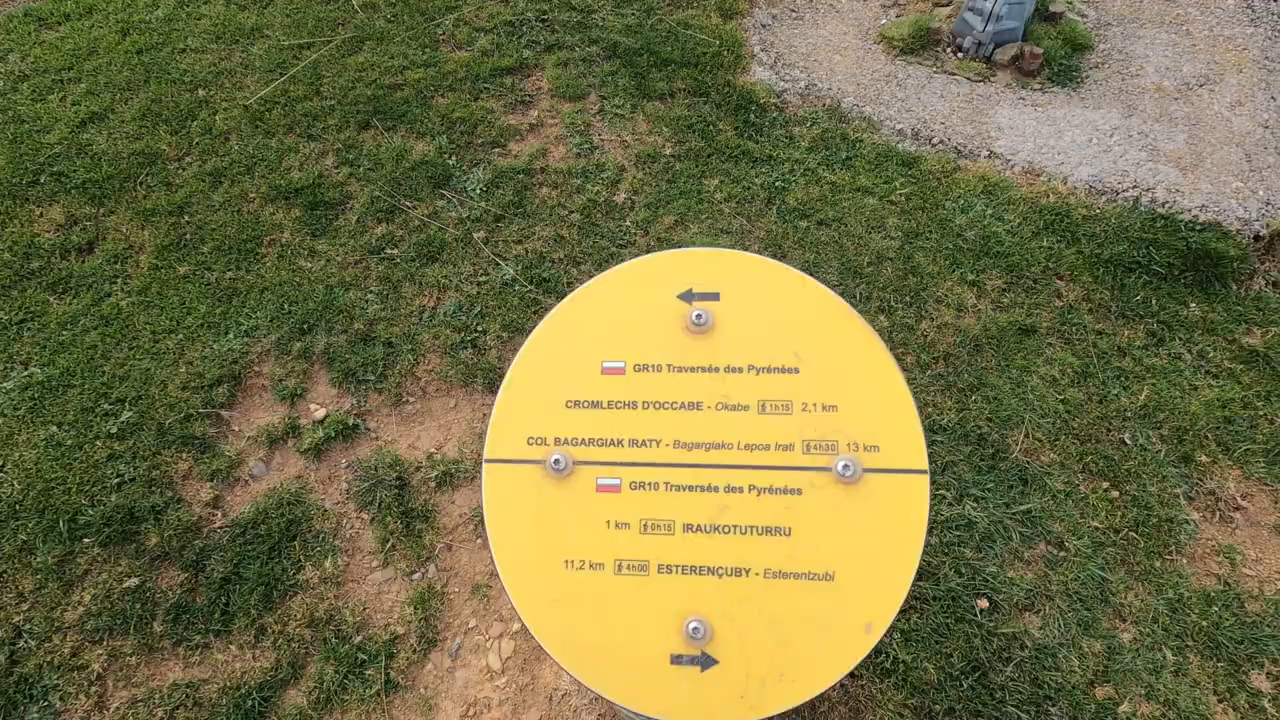 GR10 Traversée des Pyrénées
CROMLECHS D'OCCABE - Okabe 1h15 2,1 km
COL BAGARGIAK IRATY - Bagargiako Lepoa Irati 4h30 13 km
GR10 Traversée des Pyrénées
1 km 0h15 IRAUKOTUTURRU
11,2 km 4h00 ESTERENÇUBY - Esterentzubi